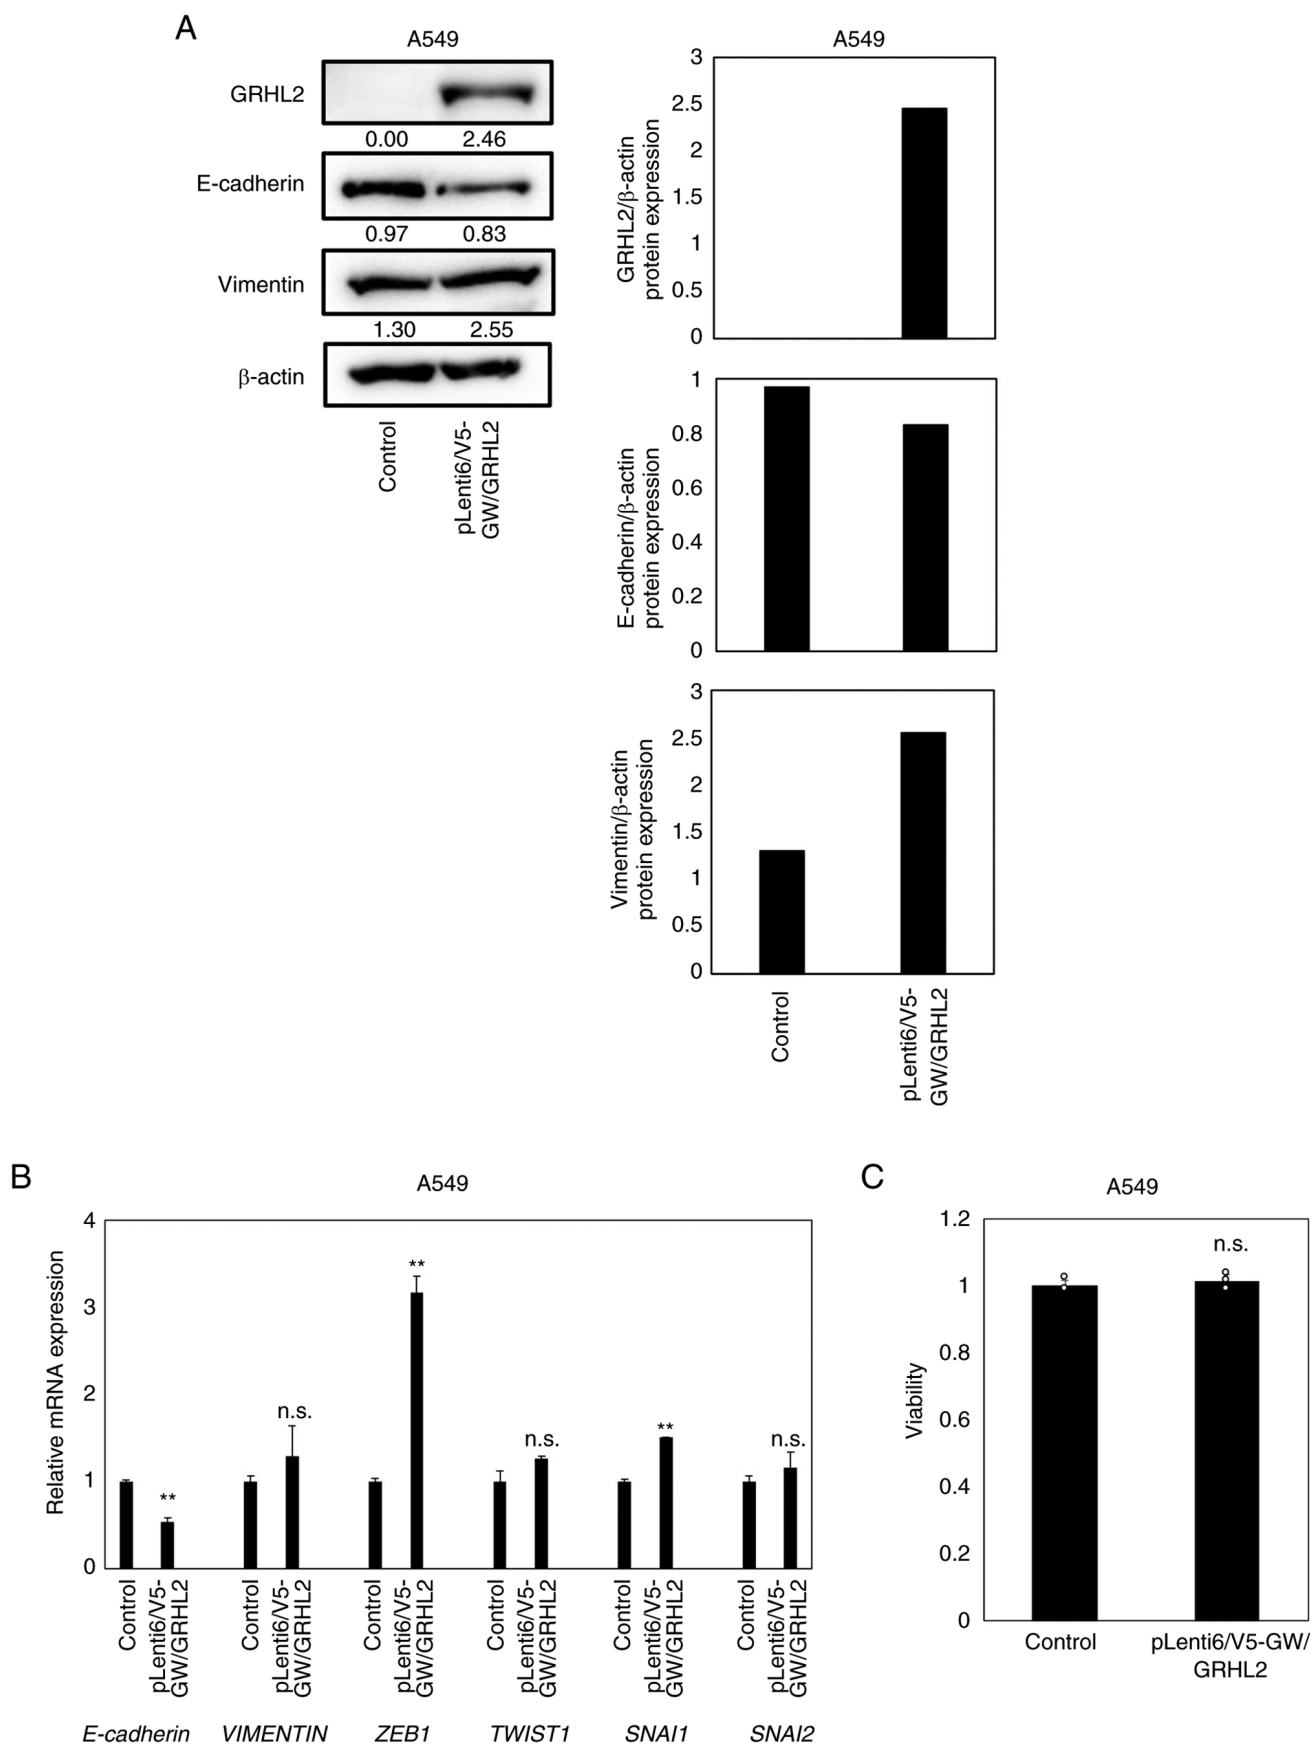 A
A549
GRHL2
0.00 2.46
E-cadherin
0.97 0.83
Vimentin
1.30 2.55
β-actin
Control
pLenti6/V5-
GW/GRHL2
A549
GRHL2/β-actin
protein expression
3
2.5
2
1.5
1
0.5
0
E-cadherin/β-actin
protein expression
1
0.8
0.6
0.4
0.2
0
Vimentin/β-actin
protein expression
3
2.5
2
1.5
1
0.5
0
Control
pLenti6/V5-
GW/GRHL2
B
A549
Relative mRNA expression
4
3
2
1
0
**
n.s.
**
n.s.
**
n.s.
Control
pLenti6/V5-
GW/GRHL2
Control
pLenti6/V5-
GW/GRHL2
Control
pLenti6/V5-
GW/GRHL2
Control
pLenti6/V5-
GW/GRHL2
Control
pLenti6/V5-
GW/GRHL2
Control
pLenti6/V5-
GW/GRHL2
E-cadherin VIMENTIN ZEB1 TWIST1 SNAI1 SNAI2
C
A549
Viability
1.2
1
0.8
0.6
0.4
0.2
0
n.s.
Control
pLenti6/V5-GW/
GRHL2